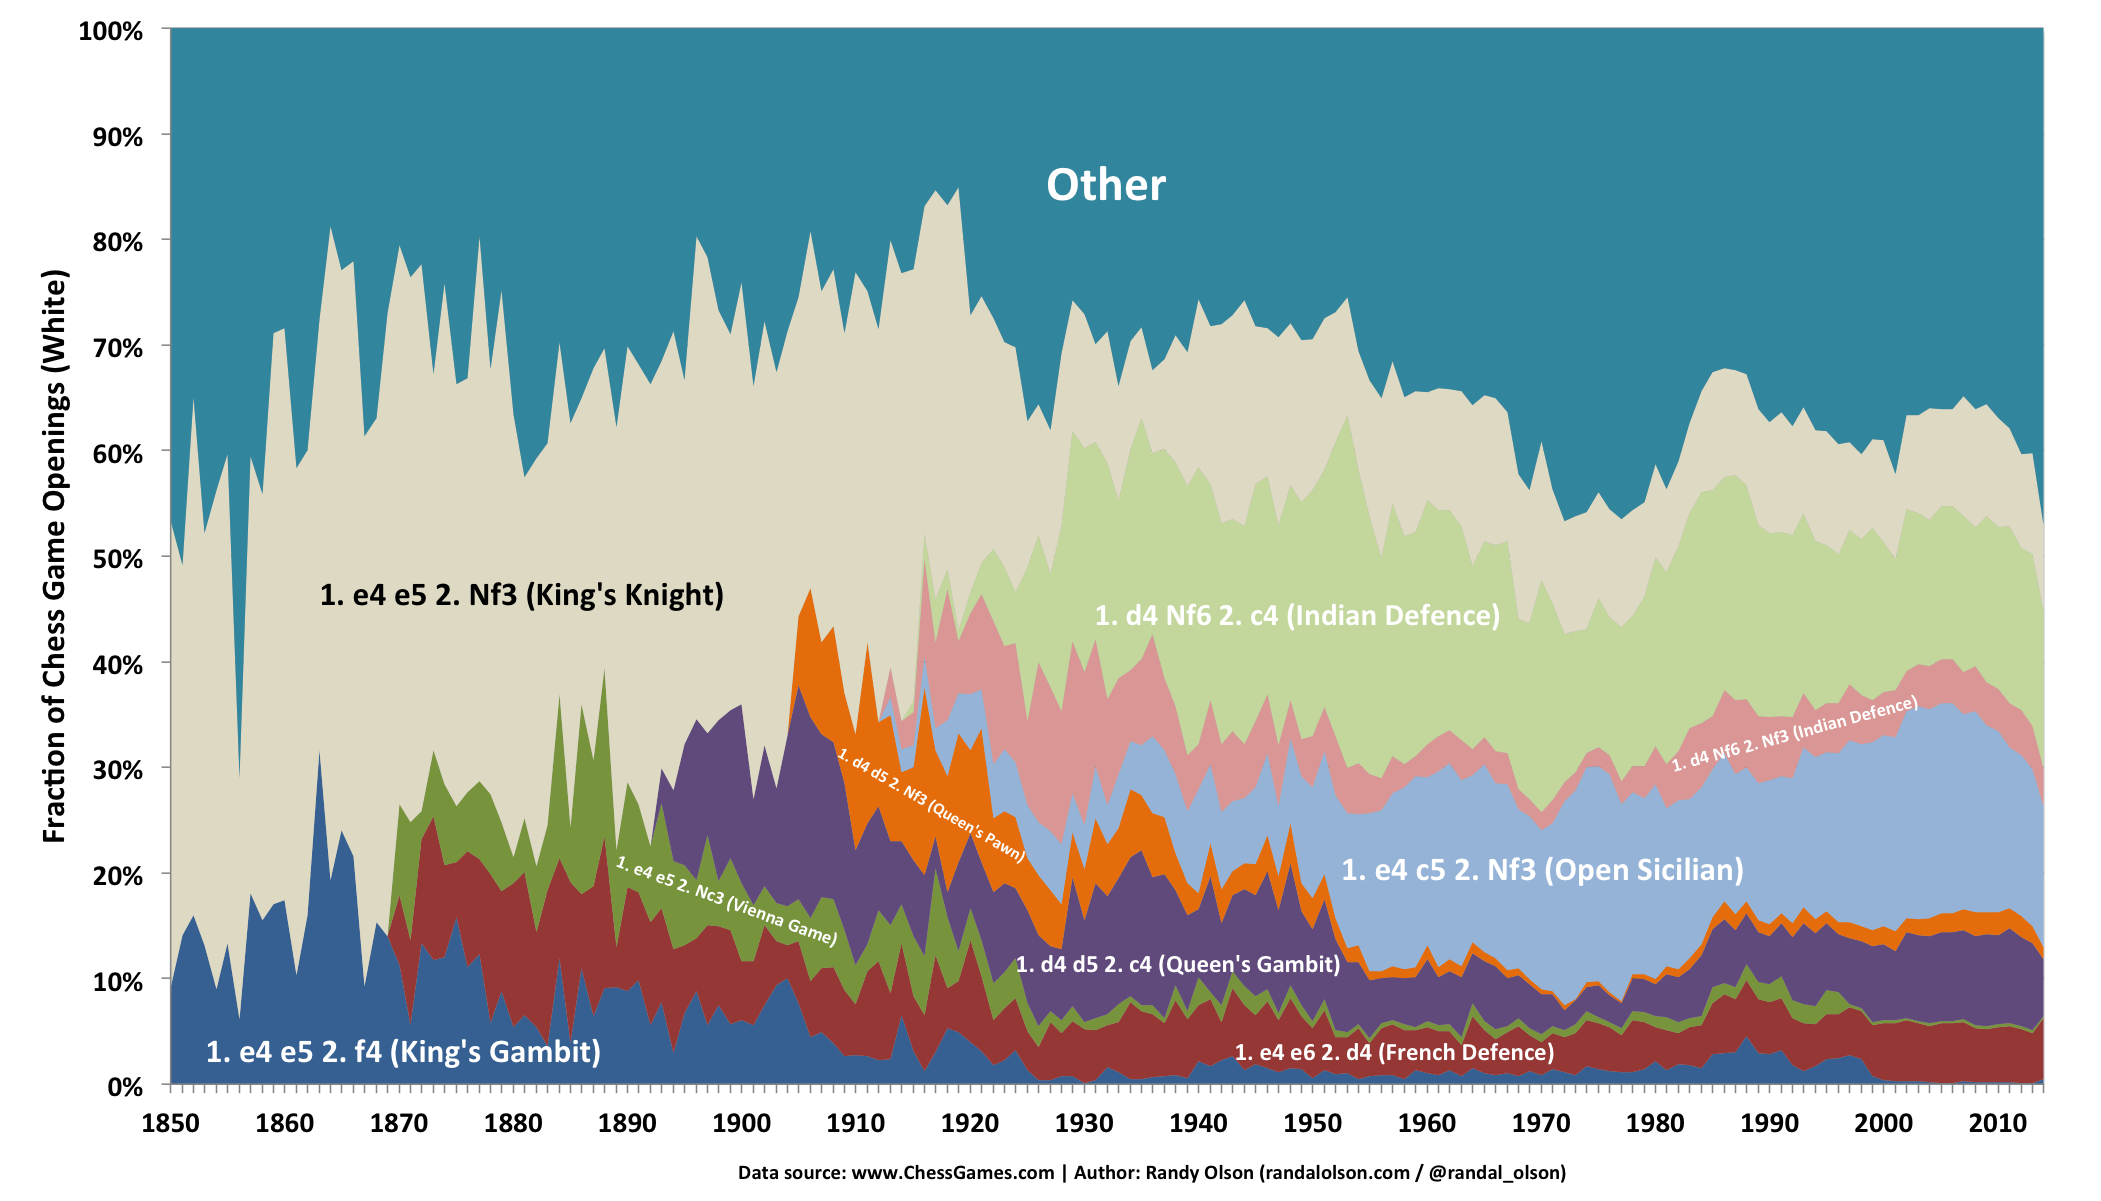 100%
90%
80%
70%
60%
50%
40%
30%
20%
10%
0%
Fraction of Chess Game Openings (White)
Other
1. e4 e5 2. Nf3 (King's Knight)
1. d4 Nf6 2. c4 (Indian Defence)
1. d4 Nf6 2. Nf3 (Indian Defence)
1. d4 d5 2. Nf3 (Queen's Pawn)
1. e4 c5 2. Nf3 (Open Sicilian)
1. e4 e5 2. Nc3 (Vienna Game)
1. d4 d5 2. c4 (Queen's Gambit)
1. e4 e5 2. f4 (King's Gambit)
1. e4 e6 2. d4 (French Defence)
1850 1860 1870 1880 1890 1900 1910 1920 1930 1940 1950 1960 1970 1980 1990 2000 2010
Data source: www.ChessGames.com | Author: Randy Olson (randalolson.com / @randal_olson)